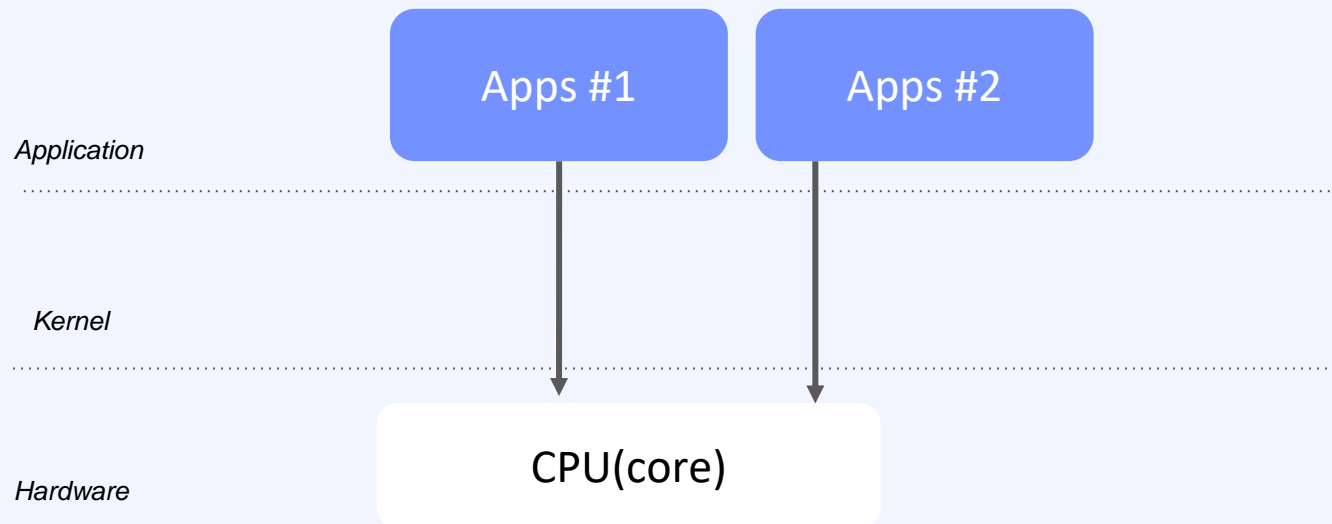 Apps #1
Apps #2
Application
Kernel
CPU(core)
Hardware